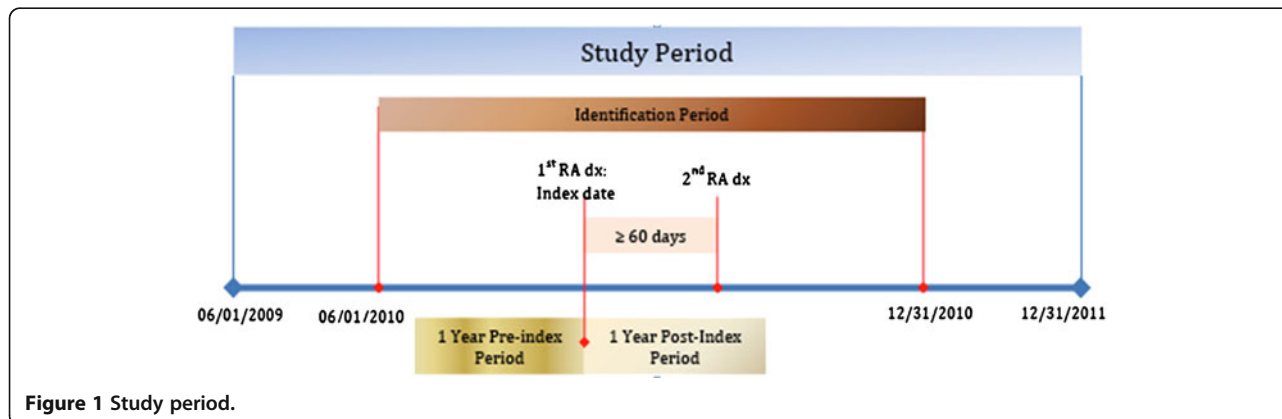 Study Period
Identification Period
1st RA dx:
Index date
2nd RA dx
≥ 60 days
06/01/2009
06/01/2010
12/31/2010
12/31/2011
1 Year Pre-index
Period
1 Year Post-Index
Period
Figure 1 Study period.